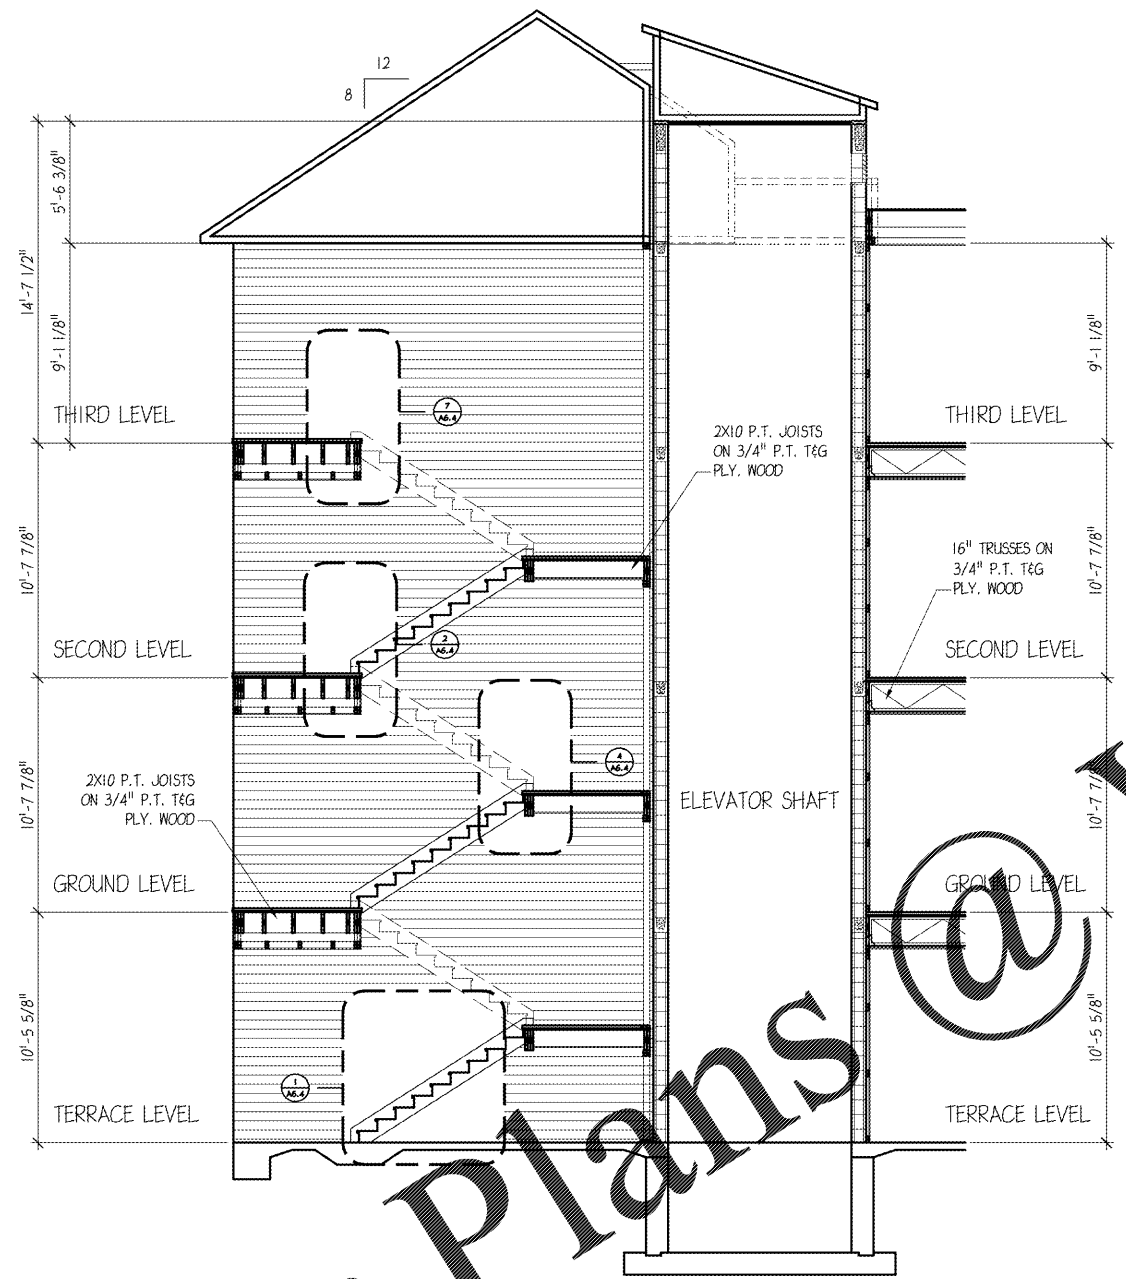 12
8
5'-6 3/8"
14'-7 1/2"
9'-1 1/8"
9'-1 1/8"
THIRD LEVEL
7
A6.4
THIRD LEVEL
2X10 P.T. JOISTS
ON 3/4" P.T. T&G
PLY. WOOD
10'-7 7/8"
10'-7 7/8"
16" TRUSSES ON
3/4" P.T. T&G
PLY. WOOD
SECOND LEVEL
2
A6.4
SECOND LEVEL
4
A6.4
2X10 P.T. JOISTS
ON 3/4" P.T. T&G
PLY. WOOD
10'-7 7/8"
ELEVATOR SHAFT
10'-7 7/8"
GROUND LEVEL
GROUND LEVEL
10'-5 5/8"
10'-5 5/8"
1
A6.4
TERRACE LEVEL
TERRACE LEVEL
Plans @